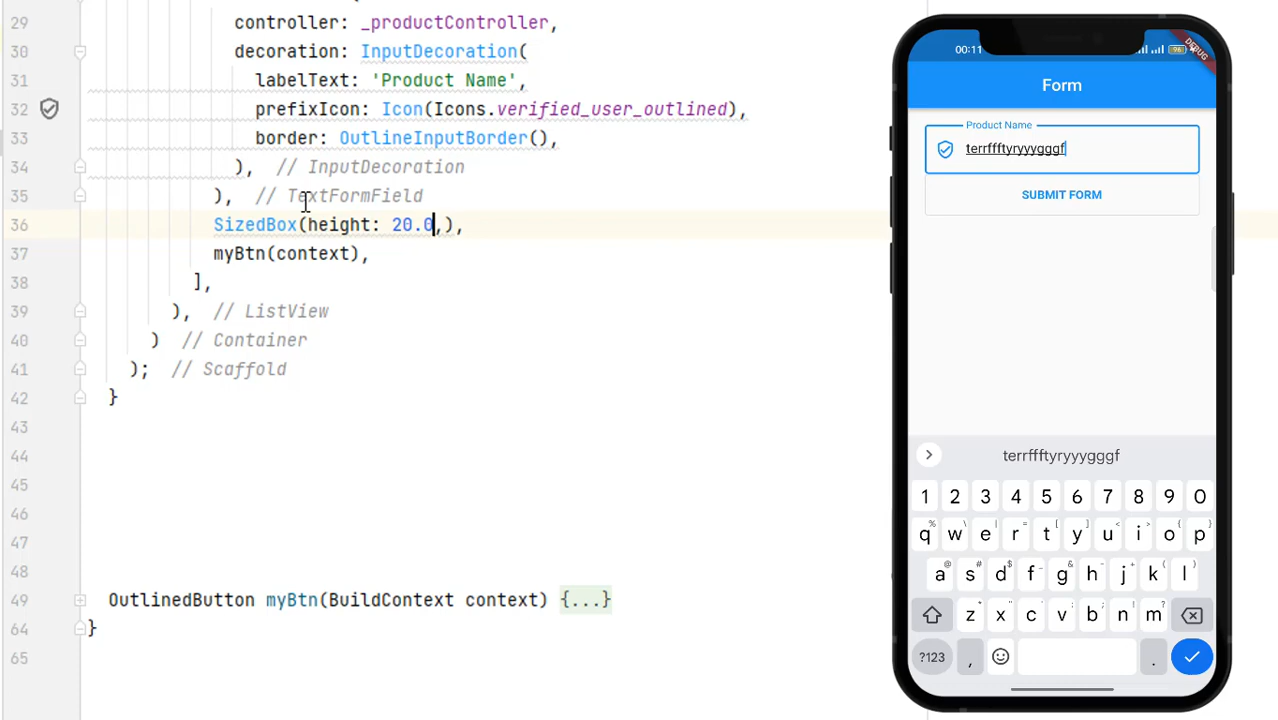 29 controller: _productController,
30 decoration: InputDecoration(
31 labelText: 'Product Name',
32 prefixIcon: Icon(Icons.verified_user_outlined),
33 border: OutlineInputBorder(),
34 ), // InputDecoration
35 ), // TextFormField
36 SizedBox(height: 20.0,),
37 myBtn(context),
38 ],
39 ), // ListView
40 ) // Container
41 ); // Scaffold
42 }
43
44
45
46
47
48
49 OutlinedButton myBtn(BuildContext context) {...}
64 }
65
00:11
96
DEBUG
Form
Product Name
terrffftyryyygggf
SUBMIT FORM
terrffftyryyygggf
1 2 3 4 5 6 7 8 9 0
% \ | = [ ] < > { }
q w e r t y u i o p
@ # $ - & - + ( )
a s d f g h j k l
* " ' : ; ! ?
z x c v b n m
?123 , .